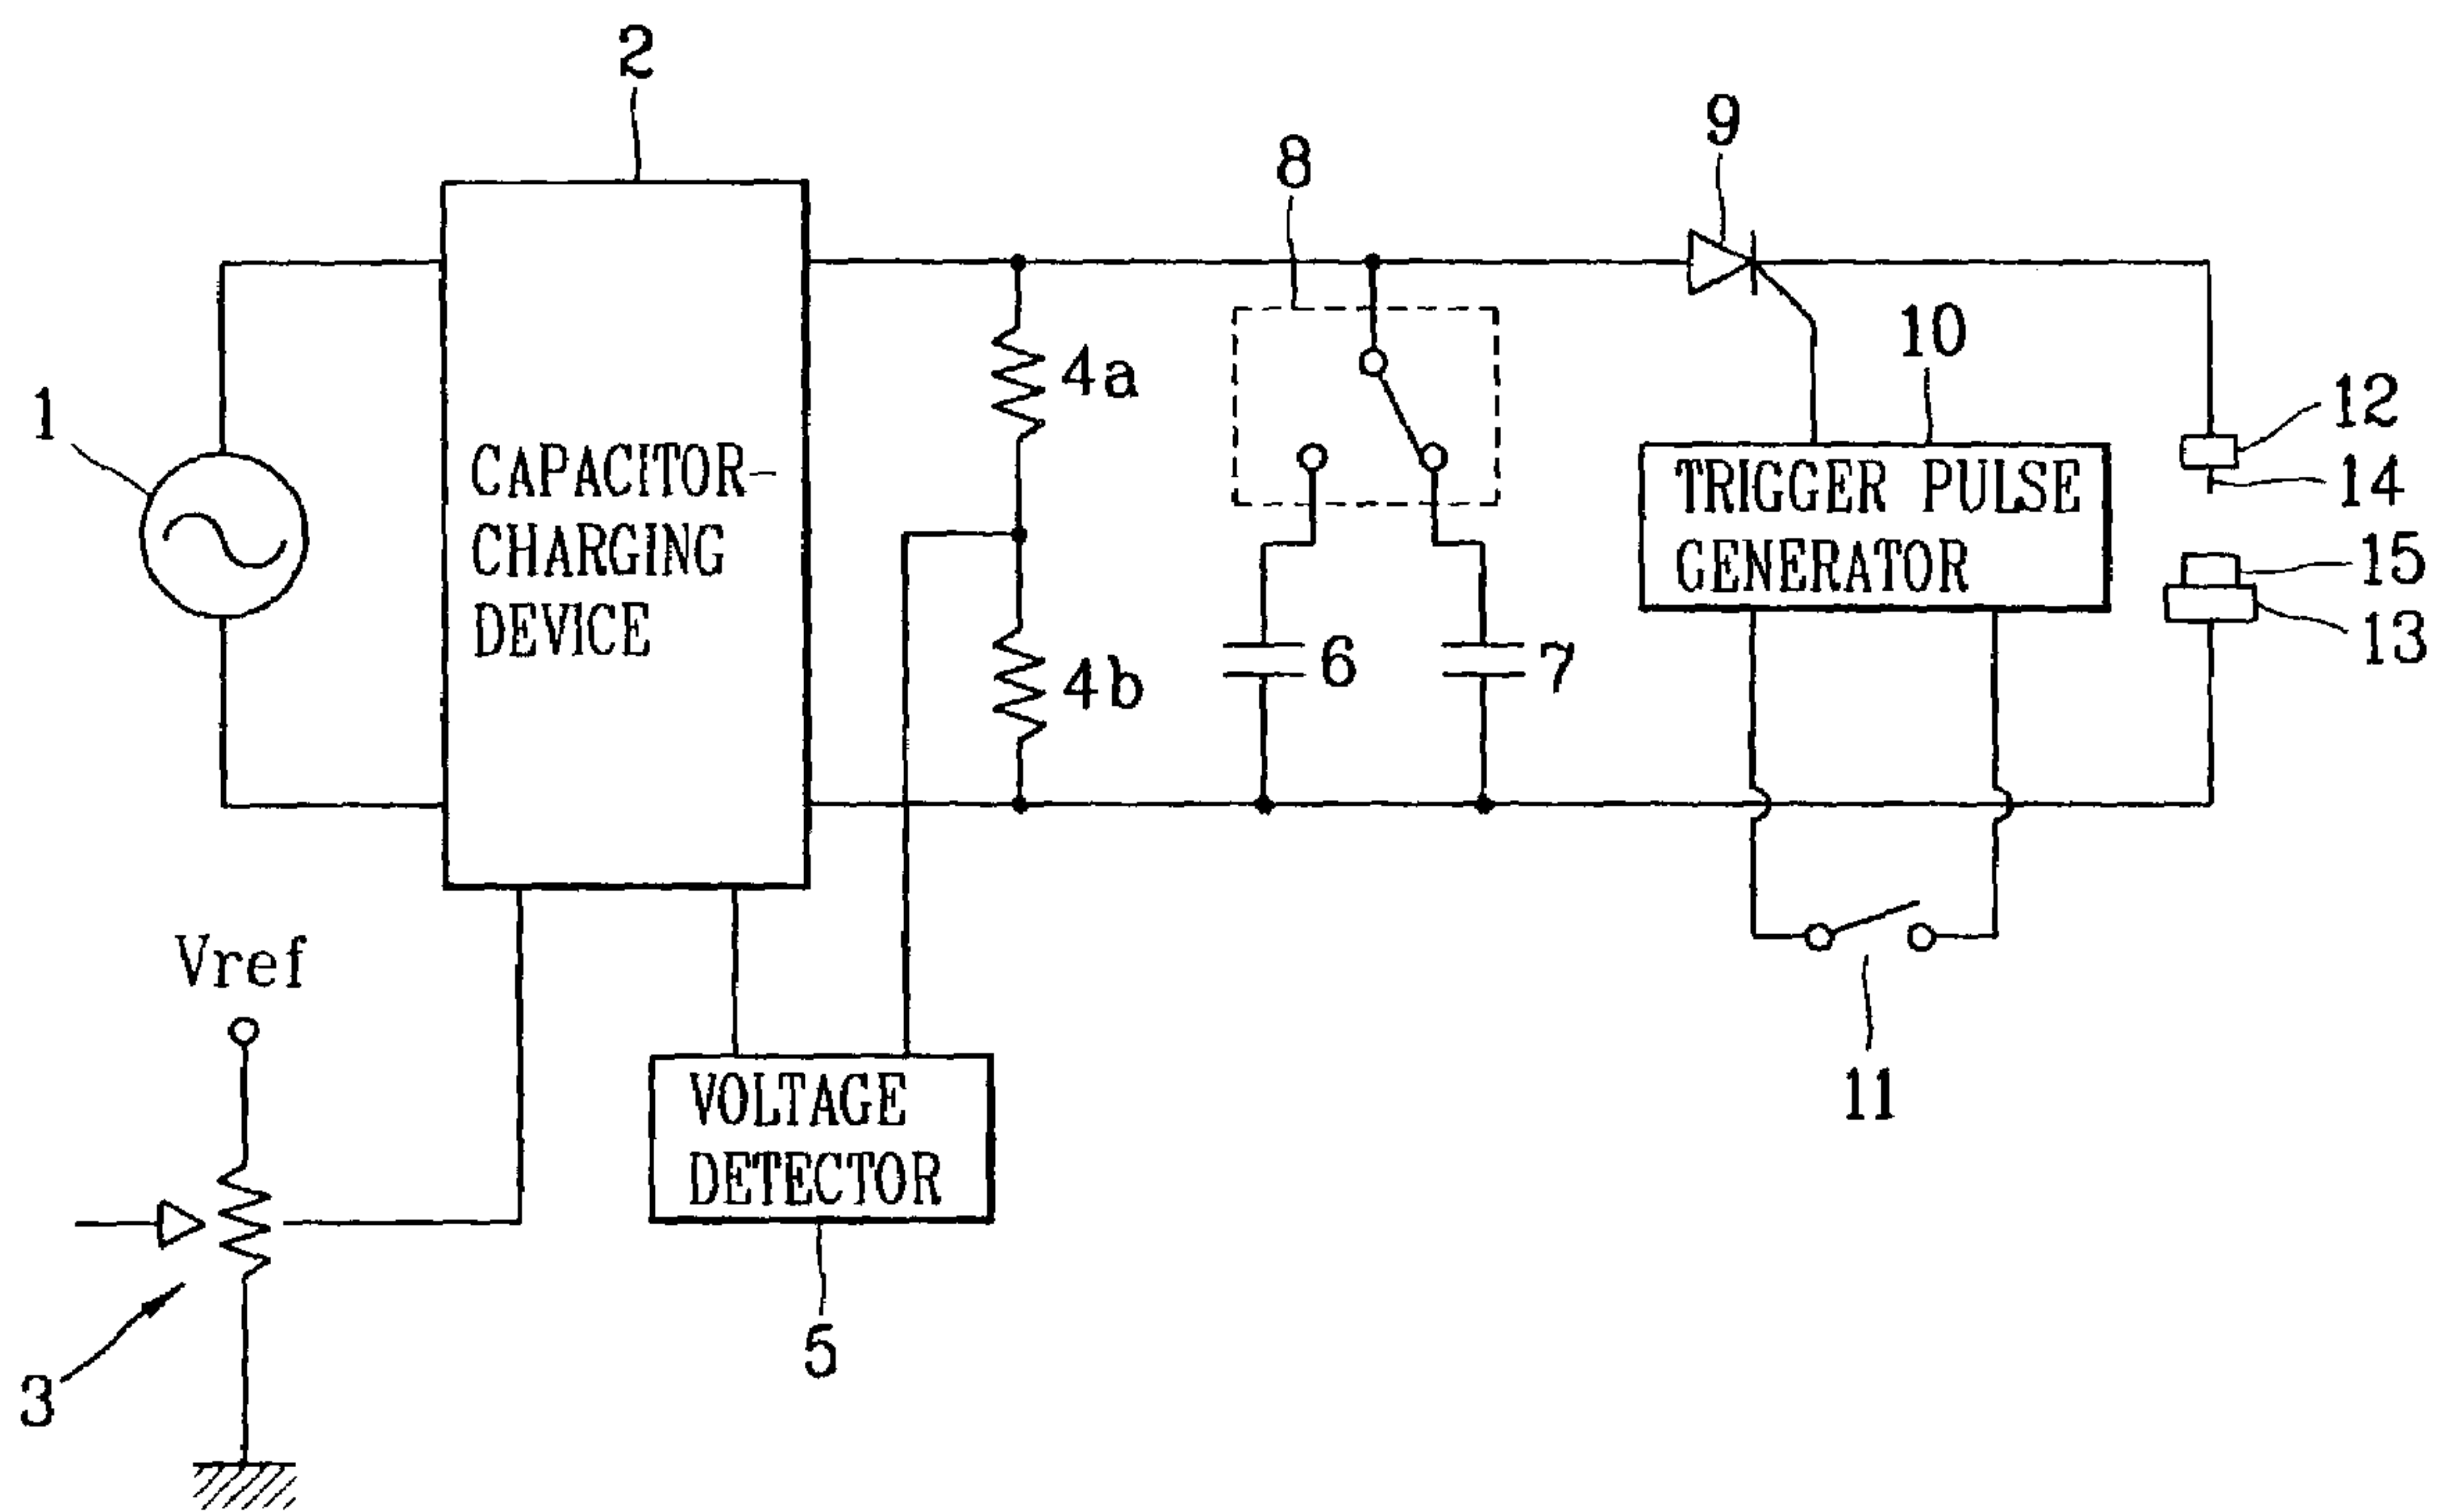 2
9
8
1
4a
10
12
14
CAPACITOR-
CHARGING
DEVICE
TRIGGER PULSE
GENERATOR
15
13
6
7
4b
Vref
11
VOLTAGE
DETECTOR
5
3